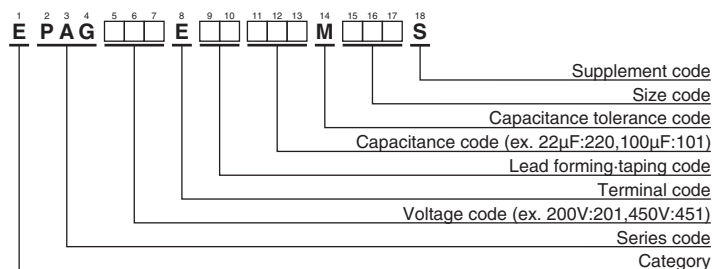 1 2 3 4 5 6 7 8 9 10 11 12 13 14 15 16 17 18
E P A G E M S
Supplement code
Size code
Capacitance tolerance code
Capacitance code (ex. 22μF:220,100μF:101)
Lead forming·taping code
Terminal code
Voltage code (ex. 200V:201,450V:451)
Series code
Category